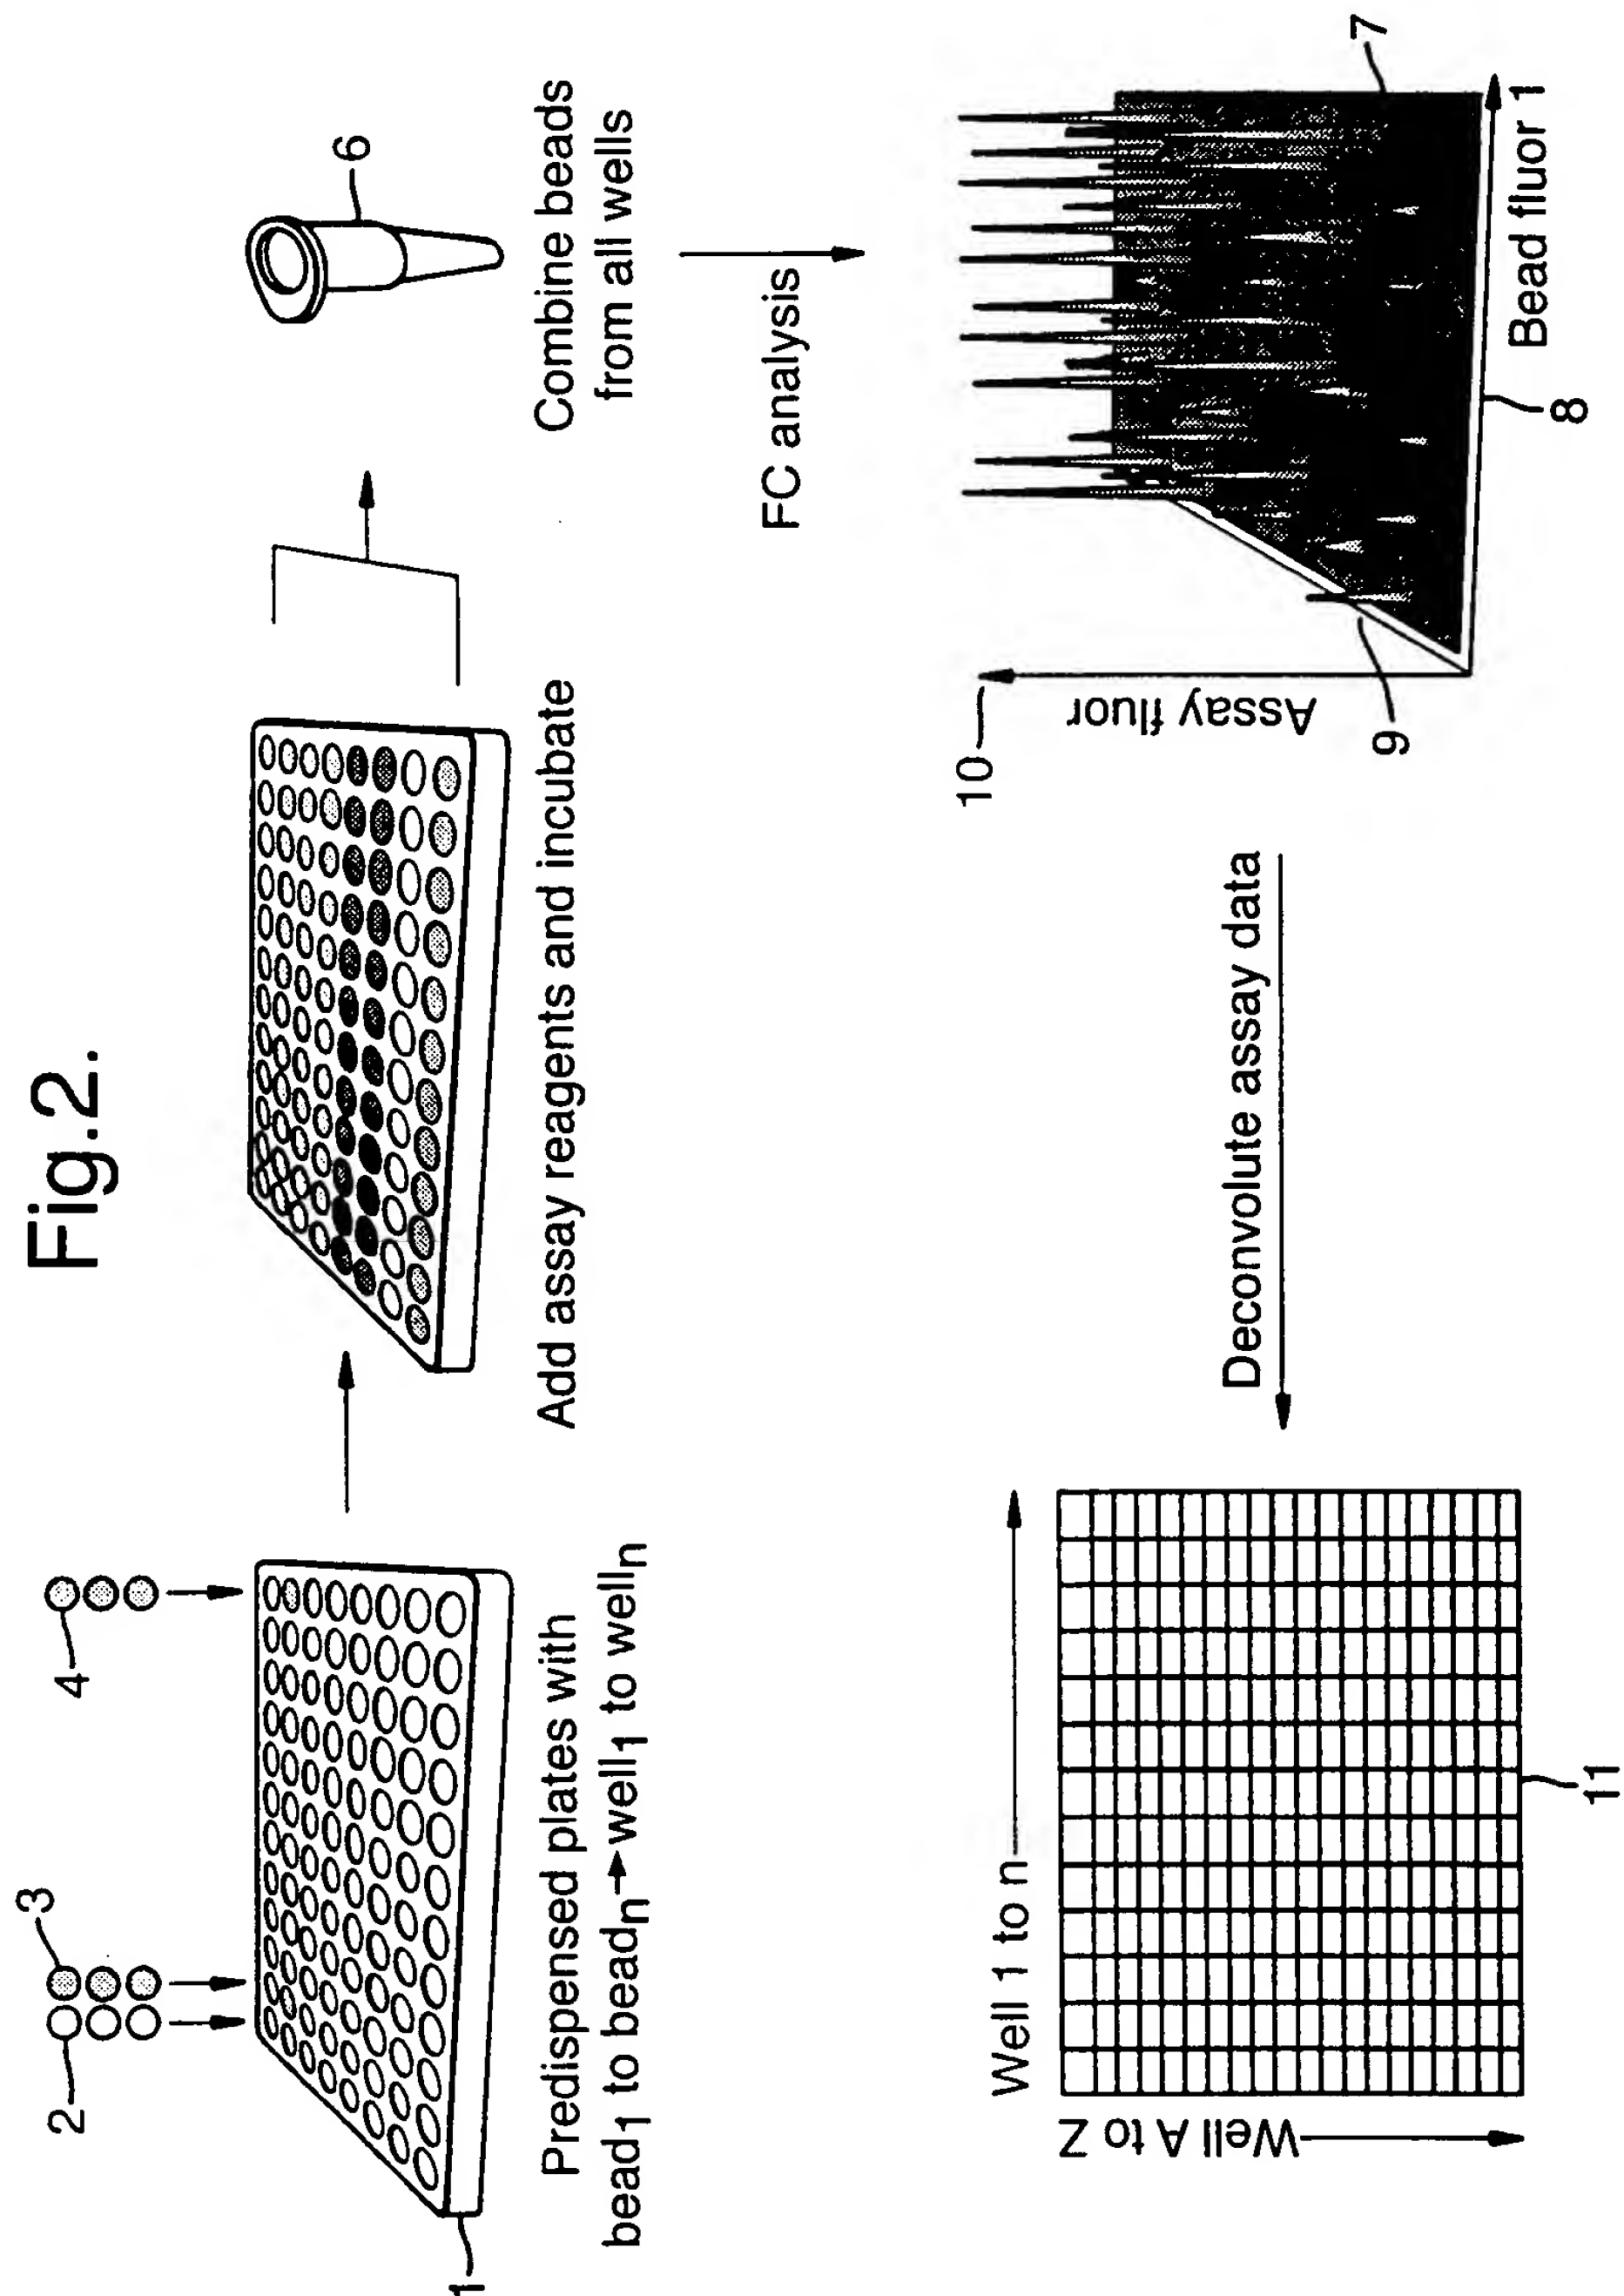 Fig.2.
2
3
4
1
Predispensed plates with
bead1 to beadn→well1 to welln
Add assay reagents and incubate
6
Combine beads
from all wells
FC analysis
10
Assay fluor
9
7
8
Bead fluor 1
Deconvolute assay data
Well 1 to n
Well A to Z
11